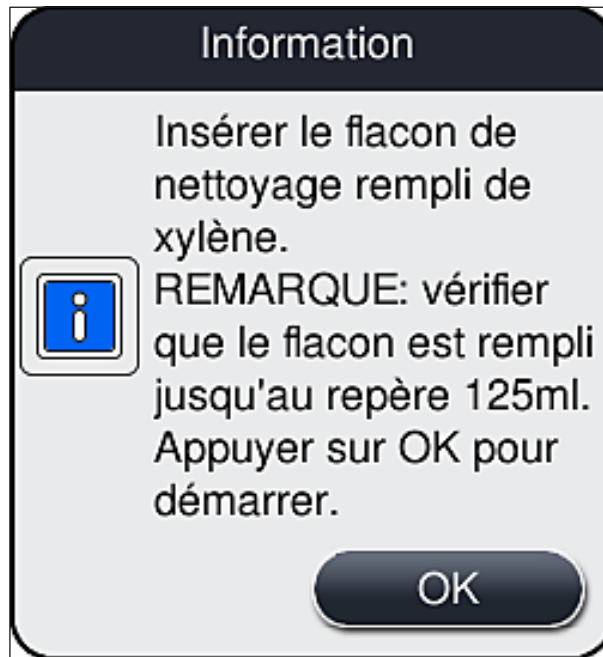 Information
Insérer le flacon de
nettoyage rempli de
xylène.
REMARQUE: vérifier
que le flacon est rempli
jusqu'au repère 125ml.
Appuyer sur OK pour
démarrer.
OK